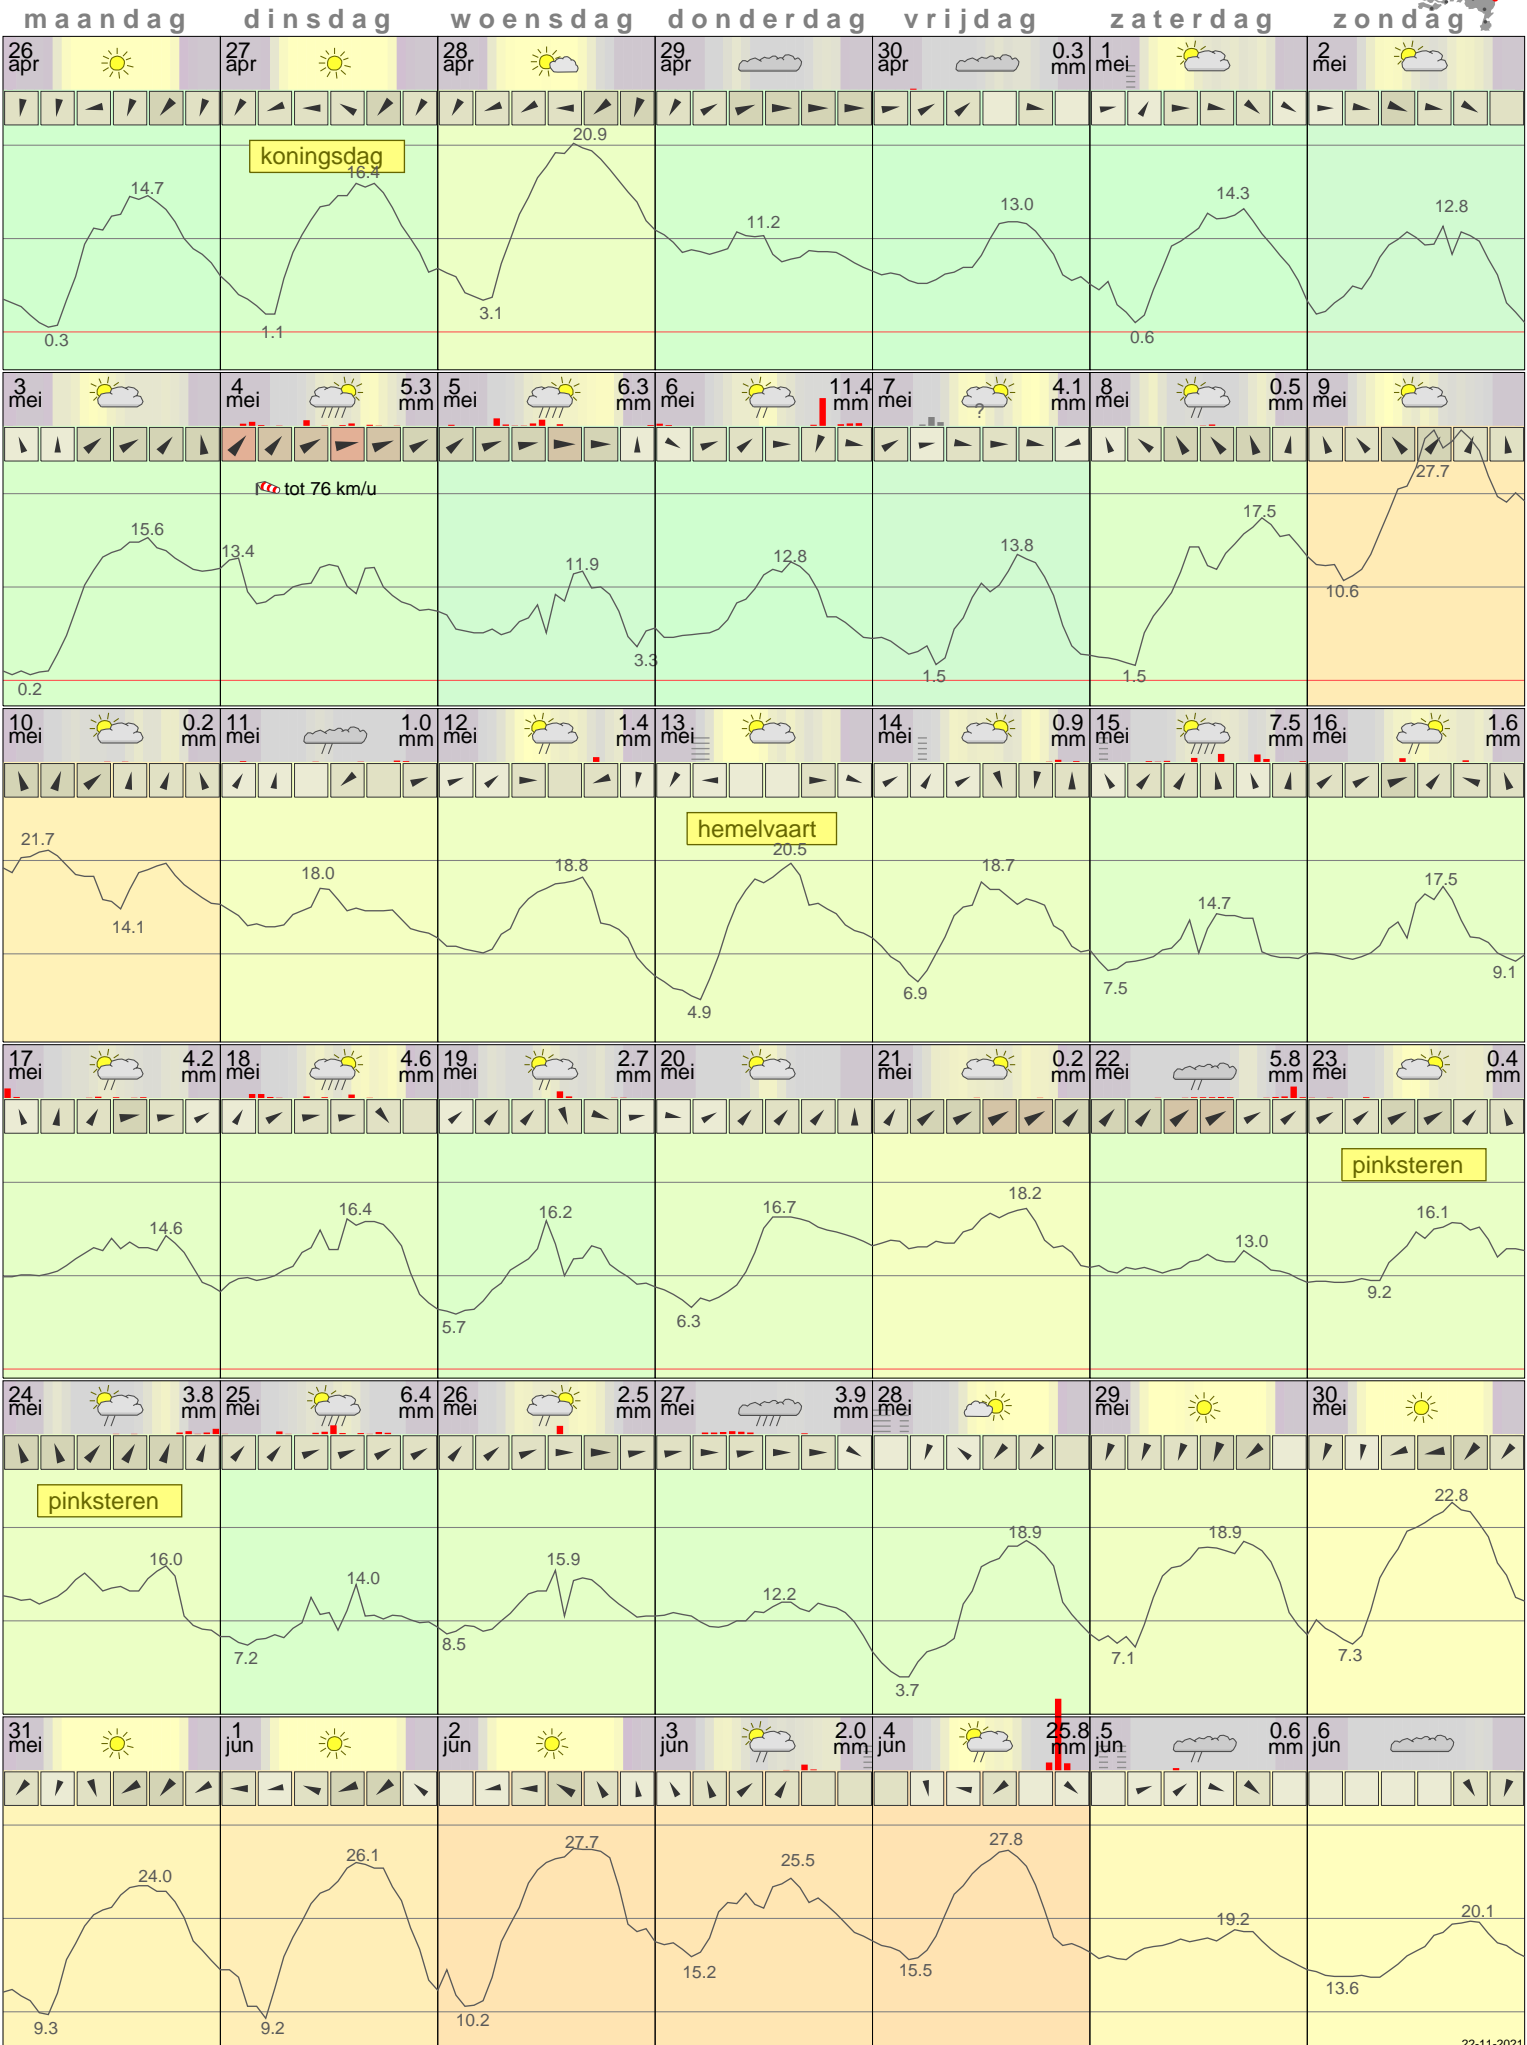 maandag dinsdag woensdag donderdag vrijdag zaterdag zondag
26 27 28 29 30 0.3 1 2
apr apr apr apr apr mm mei mei
koningsdag
20.9
14.7 16.4 11.2 13.0 14.3 12.8
0.3 1.1 3.1 0.6
3 4 5.3 5 6.3 6 11.4 7 4.1 8 0.5 9
mei mei mm mei mm mei mm mei ? mm mei mm mei
tot 76 km/u
27.7
15.6 13.4 11.9 12.8 13.8 17.5
0.2 3.3 1.5 1.5 10.6
10 0.2 11 1.0 12 1.4 13 14 0.9 15 7.5 16 1.6
mei mm mei mm mei mm mei mei mm mei mm mei mm
hemelvaart
21.7 18.0 18.8 20.5 18.7 14.7 17.5
14.1 4.9 6.9 7.5 9.1
17 4.2 18 4.6 19 2.7 20 21 0.2 22 5.8 23 0.4
mei mm mei mm mei mm mei mei mm mei mm mei mm
pinksteren
14.6 16.4 16.2 16.7 18.2 13.0 16.1
5.7 6.3 9.2
24 3.8 25 6.4 26 2.5 27 3.9 28 29 30
mei mm mei mm mei mm mei mm mei mei mei
pinksteren
16.0 14.0 15.9 12.2 18.9 18.9 22.8
7.2 8.5 3.7 7.1 7.3
31 1 2 3 2.0 4 25.8 5 0.6 6
mei jun jun jun mm jun mm jun mm jun
24.0 26.1 27.7 25.5 27.8 19.2 20.1
9.3 9.2 10.2 15.2 15.5 13.6
22-11-2021